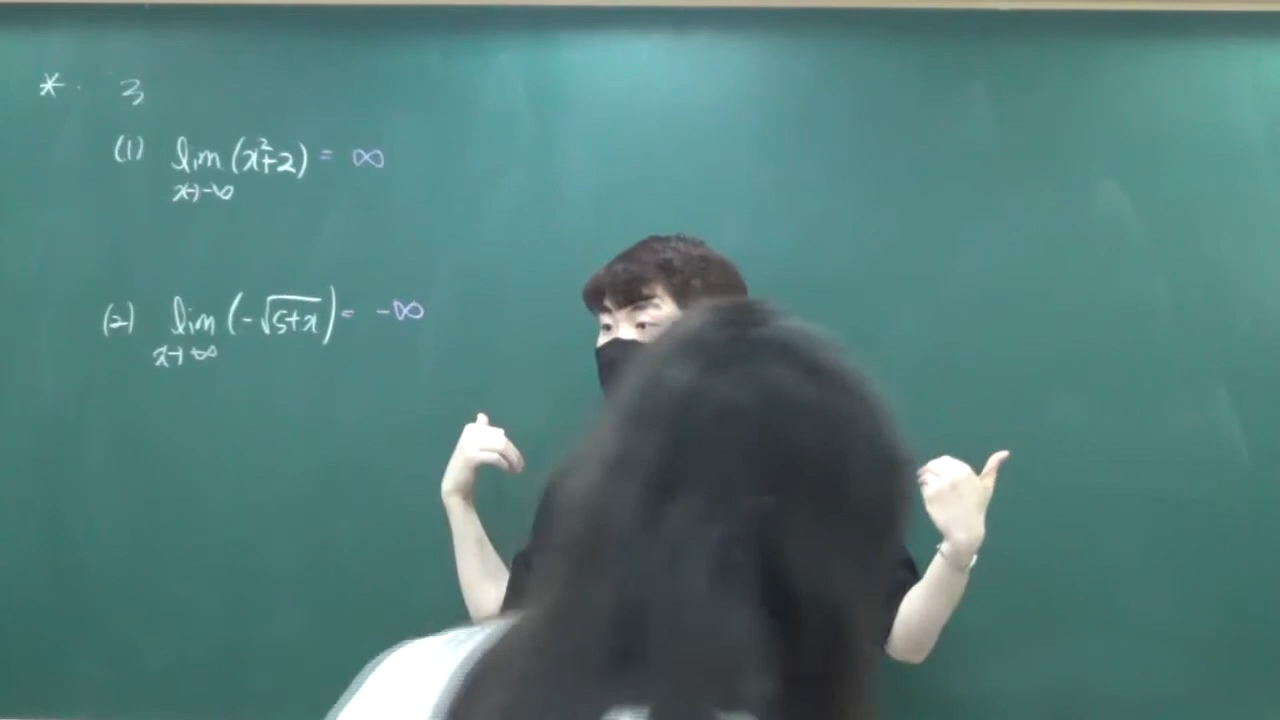 * . 3
(1) lim (x²+2) = ∞
x→-∞
(2) lim (-√5+x) = -∞
x→∞